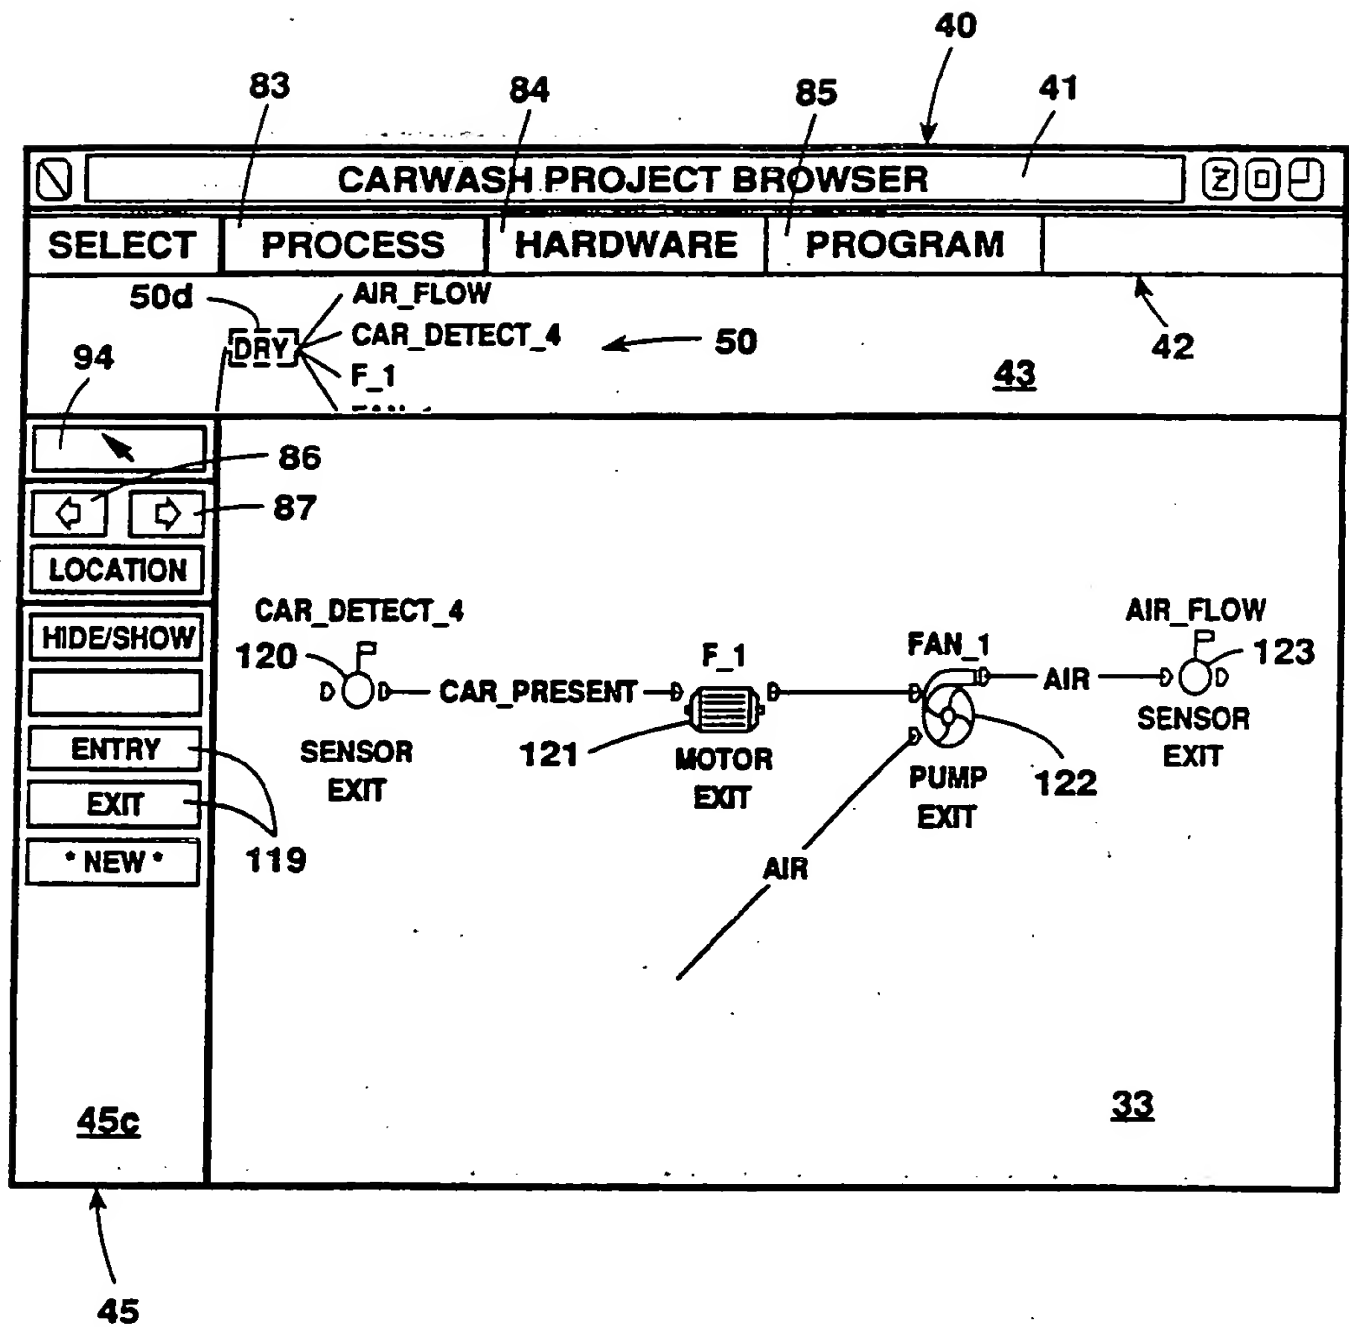 40
83
84
85
41
CARWASH PROJECT BROWSER
Z
SELECT PROCESS HARDWARE PROGRAM
50d
AIR_FLOW
DRY
CAR_DETECT_4
50
42
94
F_1
43
86
87
LOCATION
CAR_DETECT_4
AIR_FLOW
HIDE/SHOW
120
F_1
FAN_1
123
CAR_PRESENT
AIR
ENTRY
SENSOR
EXIT
121
MOTOR
EXIT
PUMP
EXIT
122
SENSOR
EXIT
EXIT
* NEW *
119
AIR
45c
33
45